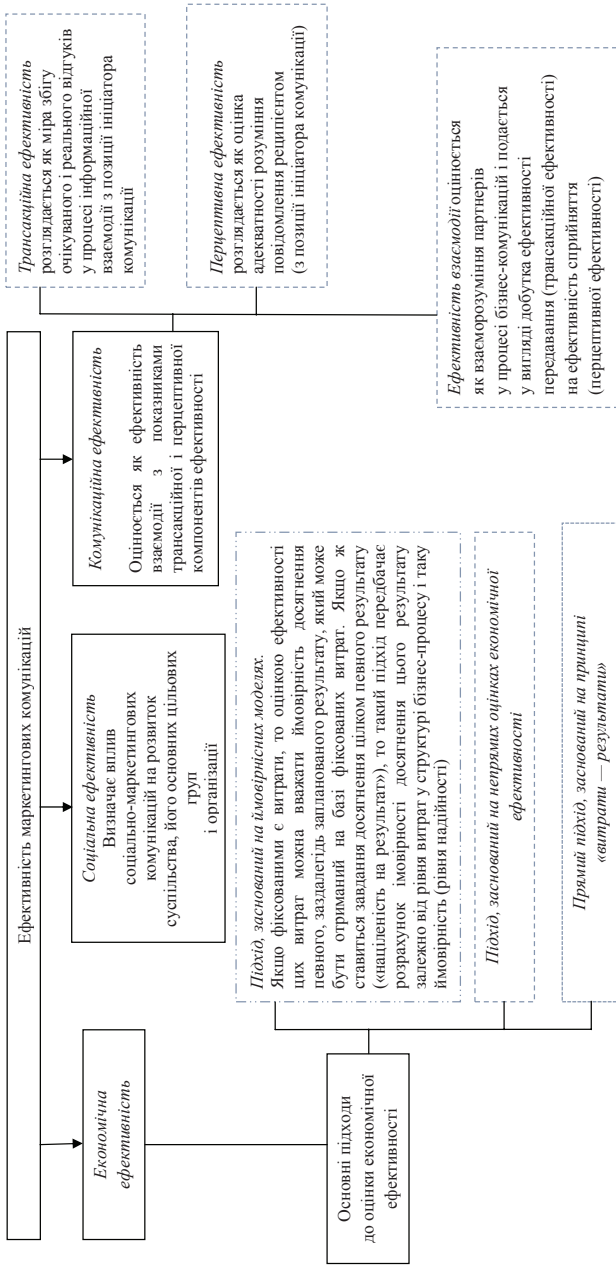 Ефективність маркетингових комунікацій
Економічна
ефективність
Соціальна ефективність
Визначає вплив
соціально-маркетингових
комунікацій на розвиток
суспільства, його основних цільових
груп
і організації
Комунікаційна ефективність
Оцінюється як ефективність
взаємодії з показниками
трансакційної і перцептивної
компонентів ефективності
Трансакційна ефективність
розглядається як міра збігу
очікуваного і реального відгуків
у процесі інформаційної
взаємодії з позиції ініціатора
комунікації
Перцептивна ефективність
розглядається як оцінка
адекватності розуміння
повідомлення реципієнтом
(з позиції ініціатора комунікації)
Ефективність взаємодії оцінюється
як взаєморозуміння партнерів
у процесі бізнес-комунікацій і подається
у вигляді добутка ефективності
передавання (трансакційної ефективності)
на ефективність сприйняття
(перцептивної ефективності)
Основні підходи
до оцінки економічної
ефективності
Підхід, заснований на ймовірнісних моделях.
Якщо фіксованими є витрати, то оцінкою ефективності
цих витрат можна вважати ймовірність досягнення
певного, заздалегідь запланованого результату, який може
бути отриманий на базі фіксованих витрат. Якщо ж
ставиться завдання досягнення цілком певного результату
(«націленість на результат»), то такий підхід передбачає
розрахунок імовірності досягнення цього результату
залежно від рівня витрат у структурі бізнес-процесу і таку
ймовірність (рівня надійності)
Підхід, заснований на непрямих оцінках економічної
ефективності
Прямий підхід, заснований на принципі
«витрати — результати»